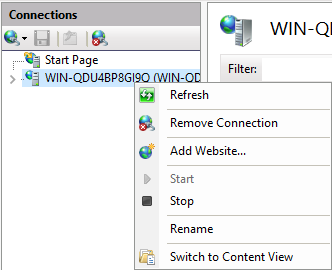 Connections
WIN-Q
Start Page
Filter:
WIN-QDU4BP8GI9O (WIN-QD
Refresh
Remove Connection
Add Website...
Start
Stop
Rename
Switch to Content View